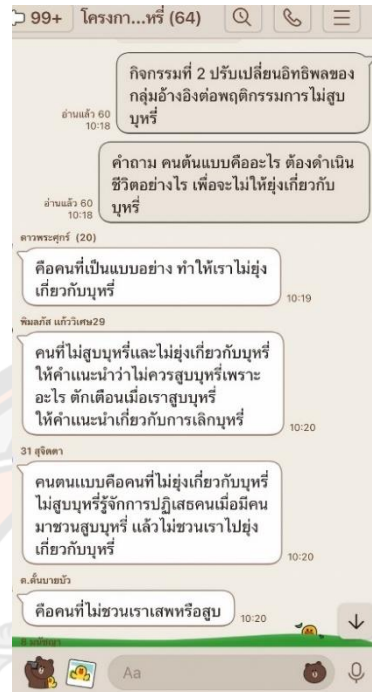 99+ โครงกา...หรี่ (64)
กิจกรรมที่ 2 ปรับเปลี่ยนอิทธิพลของ
กลุ่มอ้างอิงต่อพฤติกรรมการไม่สูบ
บุหรี่
อ่านแล้ว 60
10:18
คำถาม คนต้นแบบคืออะไร ต้องดำเนิน
ชีวิตอย่างไร เพื่อจะไม่ให้ยุ่งเกี่ยวกับ
บุหรี่
อ่านแล้ว 60
10:18
ดาวพระศุกร์ (20)
คือคนที่เป็นแบบอย่าง ทำให้เราไม่ยุ่ง
เกี่ยวกับบุหรี่
10:19
พิมลภัส แก้ววิเศษ29
คนที่ไม่สูบบุหรี่และไม่ยุ่งเกี่ยวกับบุหรี่
ให้คำแนะนำว่าไม่ควรสูบบุหรี่เพราะ
อะไร ตักเตือนเมื่อเราสูบบุหรี่
ให้คำแนะนำเกี่ยวกับการเลิกบุหรี่
10:20
31 สุจิตตา
คนตนแบบคือคนที่ไม่ยุ่งเกี่ยวกับบุหรี่
ไม่สูบบุหรี่รู้จักการปฏิเสธคนเมื่อมีคน
มาชวนสูบบุหรี่ แล้วไม่ชวนเราไปยุ่ง
เกี่ยวกับบุหรี่
10:20
ด.ต้นบายบัว
คือคนที่ไม่ชวนเราเสพหรือสูบ
10:20
Aa